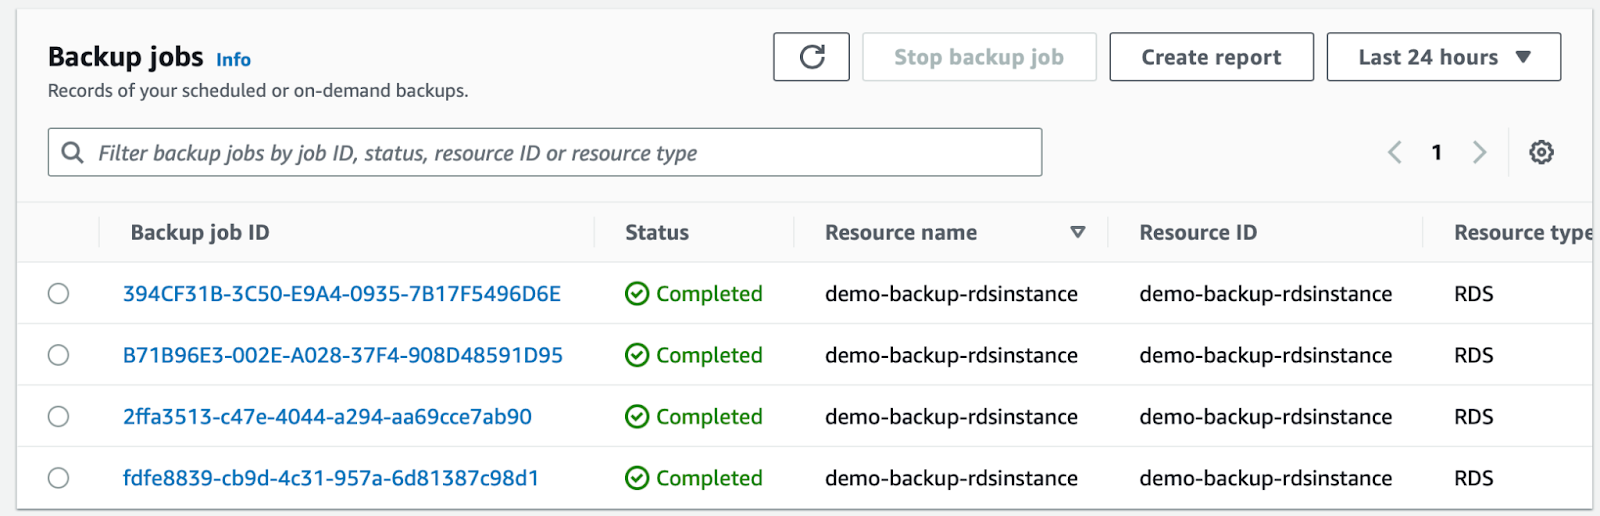 Backup jobs Info
Stop backup job
Create report
Last 24 hours
Records of your scheduled or on-demand backups.
Filter backup jobs by job ID, status, resource ID or resource type
1
Backup job ID Status Resource name Resource ID Resource type
394CF31B-3C50-E9A4-0935-7B17F5496D6E Completed demo-backup-rdsinstance demo-backup-rdsinstance RDS
B71B96E3-002E-A028-37F4-908D48591D95 Completed demo-backup-rdsinstance demo-backup-rdsinstance RDS
2ffa3513-c47e-4044-a294-aa69cce7ab90 Completed demo-backup-rdsinstance demo-backup-rdsinstance RDS
fdfe8839-cb9d-4c31-957a-6d81387c98d1 Completed demo-backup-rdsinstance demo-backup-rdsinstance RDS